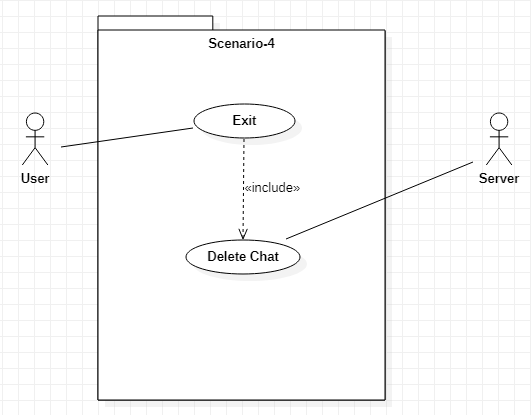 Scenario-4
Exit
User
Server
«include»
Delete Chat